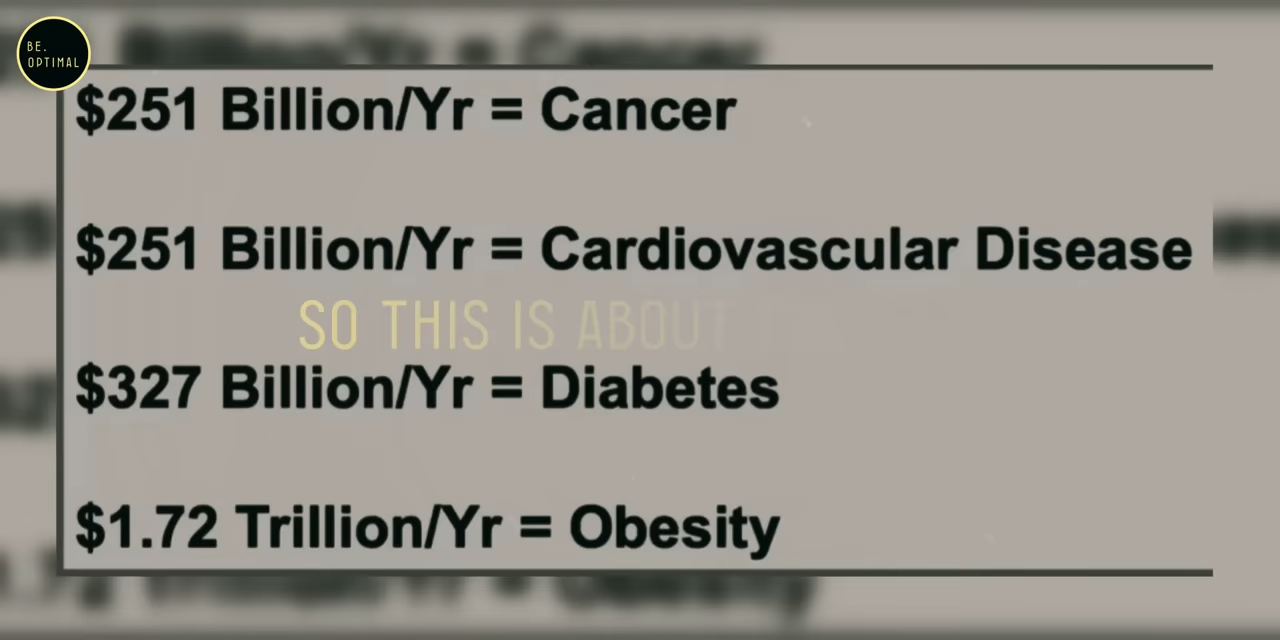 BE.
OPTIMAL
$251 Billion/Yr = Cancer
$251 Billion/Yr = Cardiovascular Disease
SO THIS IS ABOUT
$327 Billion/Yr = Diabetes
$1.72 Trillion/Yr = Obesity